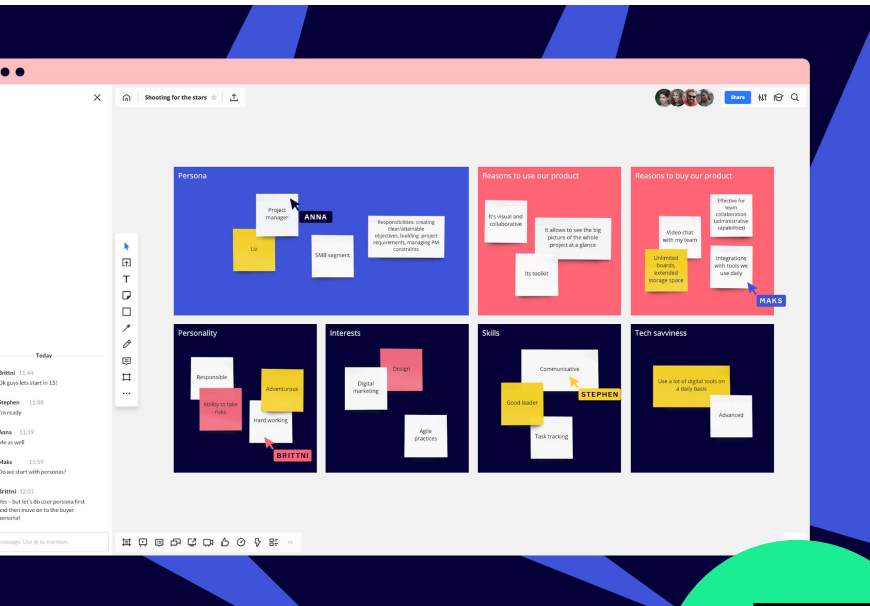 Shooting for the stars
Share
Persona
Project
manager
ANNA
Liz
SMB segment
Responsibilities: creating
clear/attainable
objectives, building project
requirements, managing PM
constraints
Reasons to use our product
It's visual and
collaborative
It allows to see the big
picture of the whole
project at a glance
Its toolkit
Reasons to buy our product
Effective for
team
collaboration
(administrative
capabilities)
Video chat
with my team
Unlimited
boards,
extended
storage space
Integrations
with tools we
use daily
MAKS
Personality
Responsible
Ability to take
risks
Adventurous
Hard working
BRITTNI
Interests
Digital
marketing
Design
Agile
practices
Skills
Communicative
STEPHEN
Good leader
Task tracking
Tech savviness
Use a lot of digital tools on
a daily basic
Advanced
Today
Brittni 11:44
Ok guys lets start in 15!
Stephen 11:58
I'm ready
Anna 11:59
Me as well
Maks 11:59
Do we start with personas?
Brittni 12:01
Yes – but let's do user persona first
and then move on to the buyer
persona!
message. Use @ to mention.
T